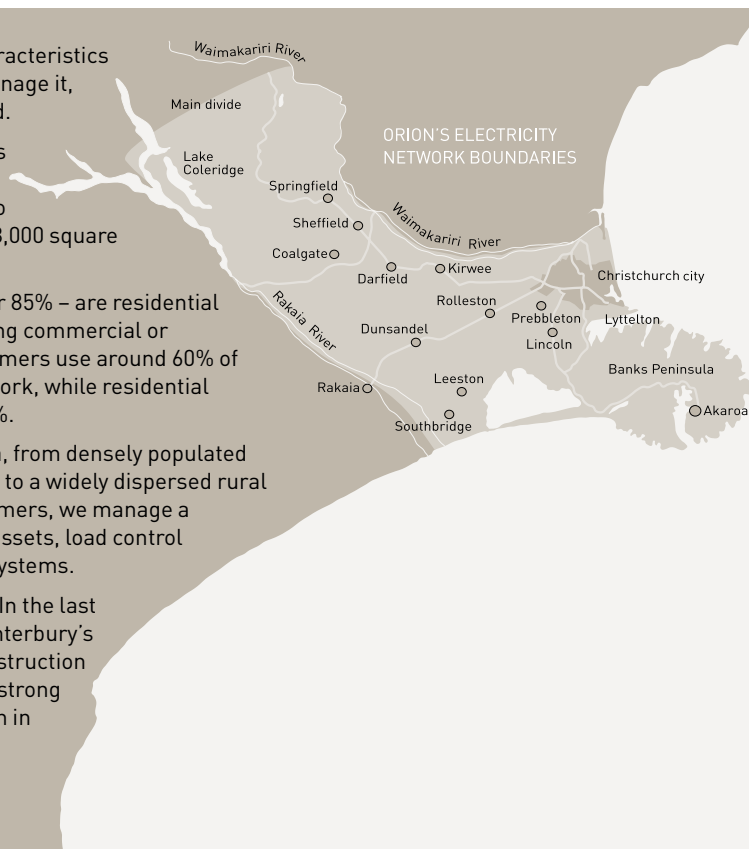 racteristics
nage it,
d.
s
o
8,000 square
r 85% – are residential
ng commercial or
mers use around 60% of
ork, while residential
%.
n, from densely populated
to a widely dispersed rural
mers, we manage a
assets, load control
ystems.
In the last
nterbury's
struction
strong
n in
Waimakariri River
Main divide
ORION'S ELECTRICITY
NETWORK BOUNDARIES
Lake
Coleridge
Springfield
Waimakariri River
Sheffield
Coalgate
Darfield
Kirwee
Christchurch city
Rakaia River
Rolleston
Prebbleton
Lyttelton
Dunsandel
Lincoln
Banks Peninsula
Leeston
Rakaia
Akaroa
Southbridge